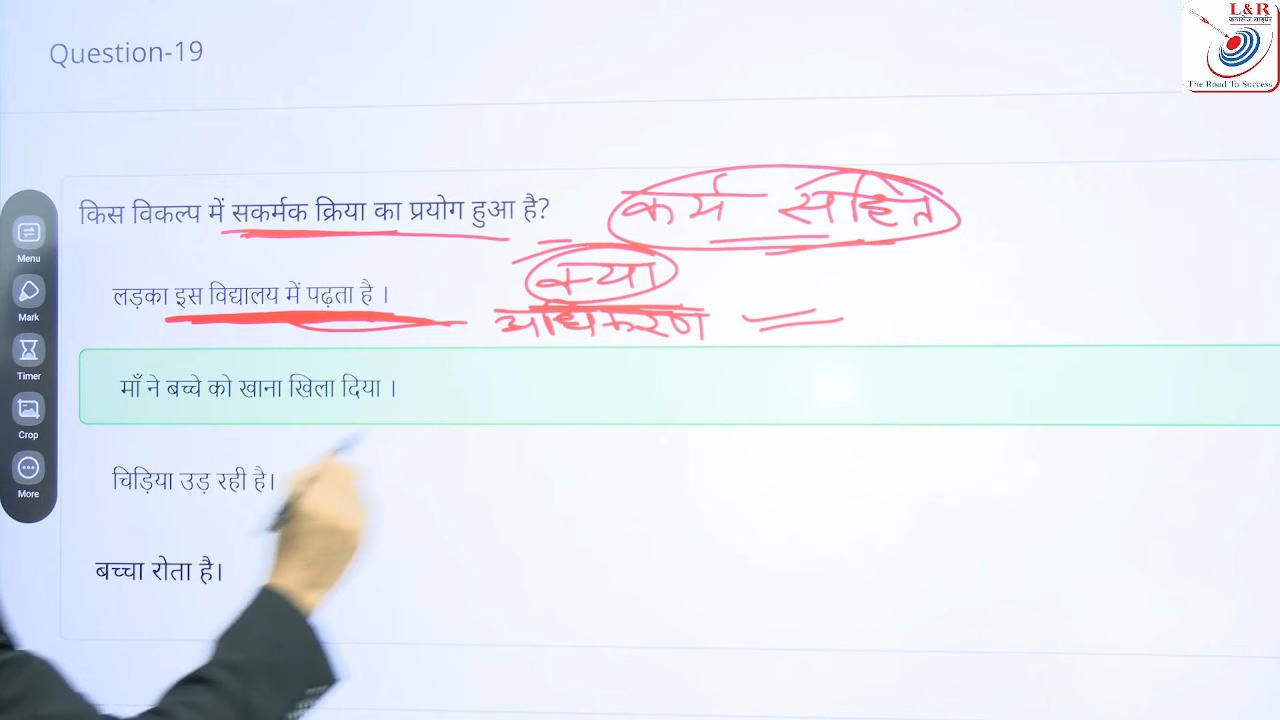 L&R
Question-19
The Road To Success
किस विकल्प में सकर्मक क्रिया का प्रयोग हुआ है?
कर्म सहित
क्या
लड़का इस विद्यालय में पढ़ता है ।
अधिकरण
माँ ने बच्चे को खाना खिला दिया ।
चिड़िया उड़ रही है।
बच्चा रोता है।
Menu
Mark
Timer
Crop
More